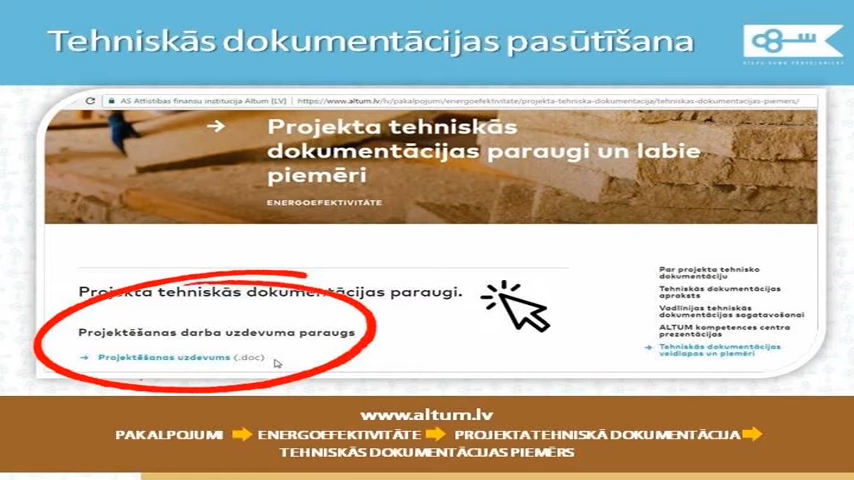 Tehniskās dokumentācijas pasūtīšana
AS Attīstības finanšu institūcija Altum [LV] | https://www.altum.lv/lv/pakalpojumi/energoefektivitate/projekta-tehniska-dokumentacija/tehniskas-dokumentacijas-piemers/
Projekta tehniskās
dokumentācijas paraugi un labie
piemēri
ENERGOEFEKTIVITĀTE
Projekta tehniskās dokumentācijas paraugi.
Projektēšanas darba uzdevuma paraugs
Projektēšanas uzdevums (.doc)
Par projekta tehnisko
dokumentāciju
Tehniskās dokumentācijas
apraksts
Vadlīnijas tehniskās
dokumentācijas sagatavošanai
ALTUM kompetences centra
prezentācijas
Tehniskās dokumentācijas
veidlapas un piemēri
www.altum.lv
PAKALPOJUMI ENERGOEFEKTIVITĀTE PROJEKTA TEHNISKĀ DOKUMENTĀCIJA
TEHNISKĀS DOKUMENTĀCIJAS PIEMĒRS